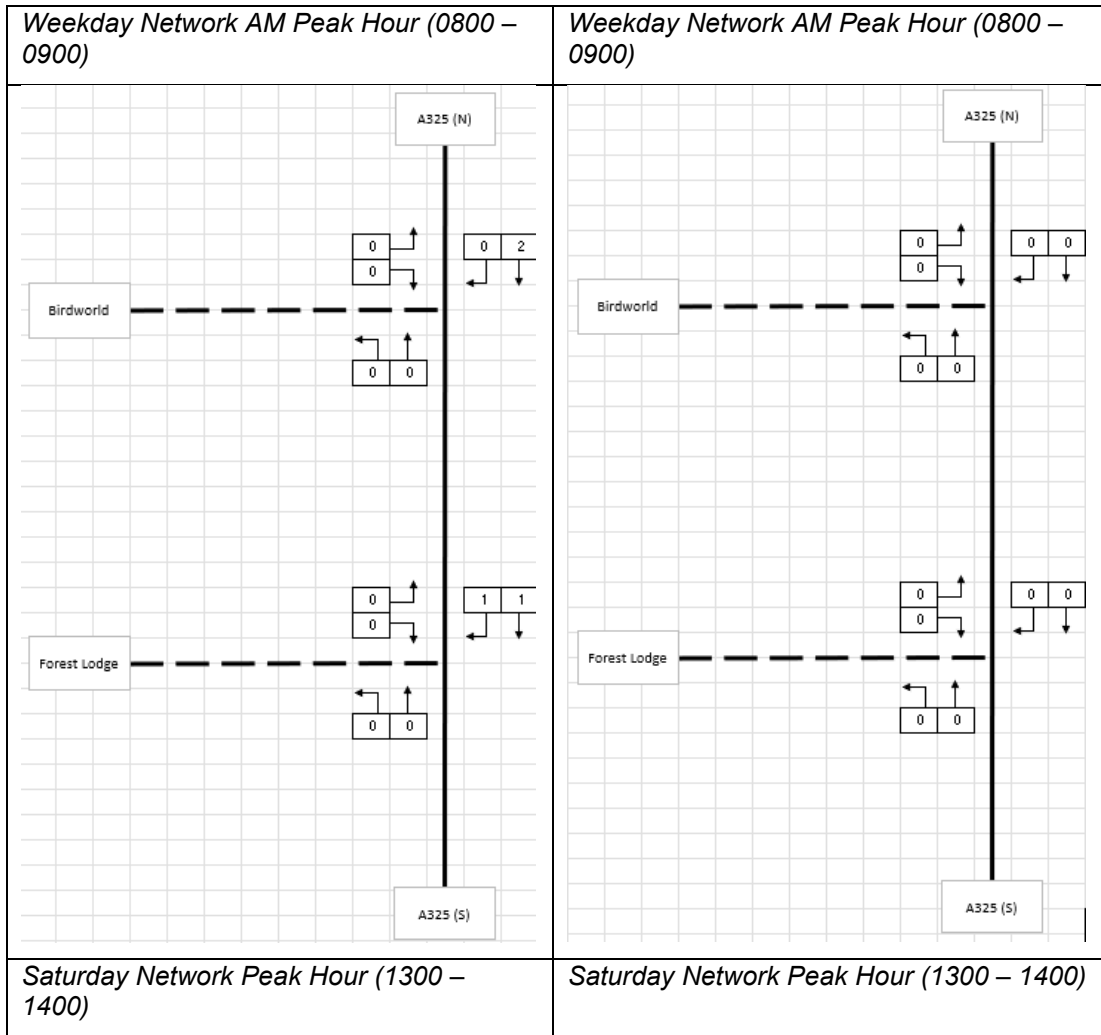 Weekday Network AM Peak Hour (0800 –
0900)
Weekday Network AM Peak Hour (0800 –
0900)
A325 (N)
0
0
0 2
Birdworld
0 0
0
0
1 1
Forest Lodge
0 0
A325 (S)
A325 (N)
0
0
0 0
Birdworld
0 0
0
0
0 0
Forest Lodge
0 0
A325 (S)
Saturday Network Peak Hour (1300 –
1400)
Saturday Network Peak Hour (1300 – 1400)